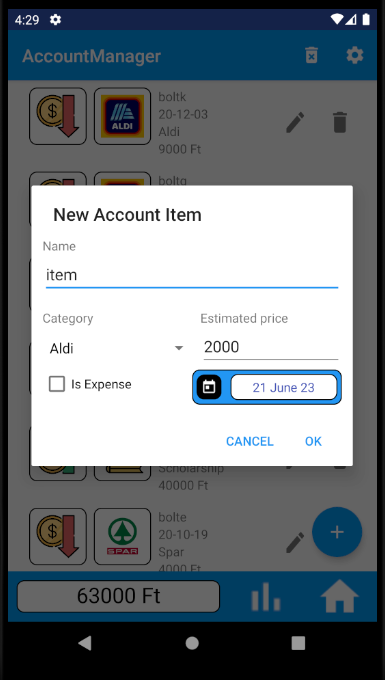 4:29
AccountManager
boltk
20-12-03
ALDI
Aldi
9000 Ft
boltg
New Account Item
Name
item
Category
Estimated price
Aldi
2000
Is Expense
21 June 23
CANCEL
OK
Scholarship
40000 Ft
bolte
20-10-19
SPAR
Spar
4000 Ft
+
63000 Ft